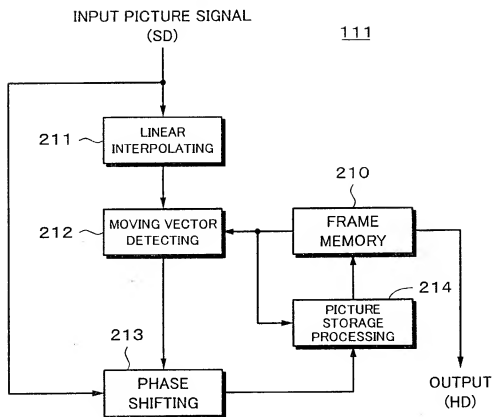 INPUT PICTURE SIGNAL
(SD)
111
211
LINEAR
INTERPOLATING
210
212
MOVING VECTOR
DETECTING
FRAME
MEMORY
214
PICTURE
STORAGE
PROCESSING
213
PHASE
SHIFTING
OUTPUT
(HD)